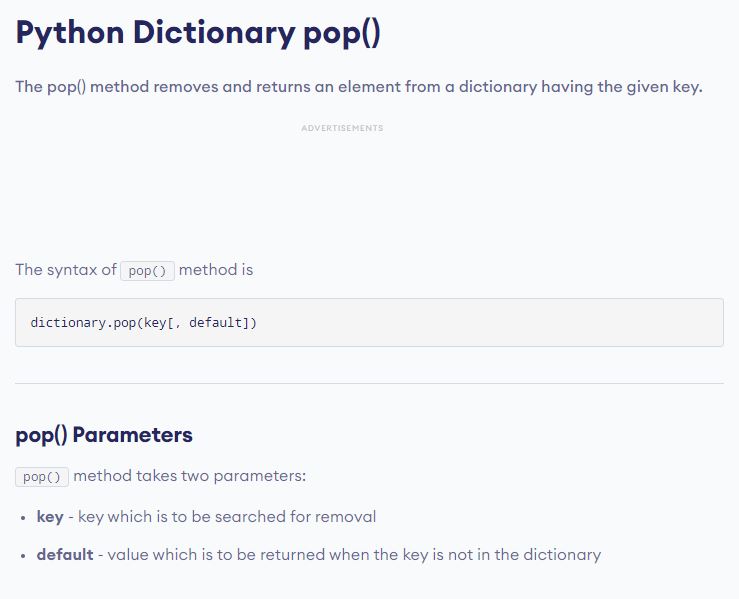 Python Dictionary pop()
The pop() method removes and returns an element from a dictionary having the given key.
ADVERTISEMENTS
The syntax of pop() method is
dictionary.pop(key[, default])
pop() Parameters
pop() method takes two parameters:
• key - key which is to be searched for removal
• default - value which is to be returned when the key is not in the dictionary